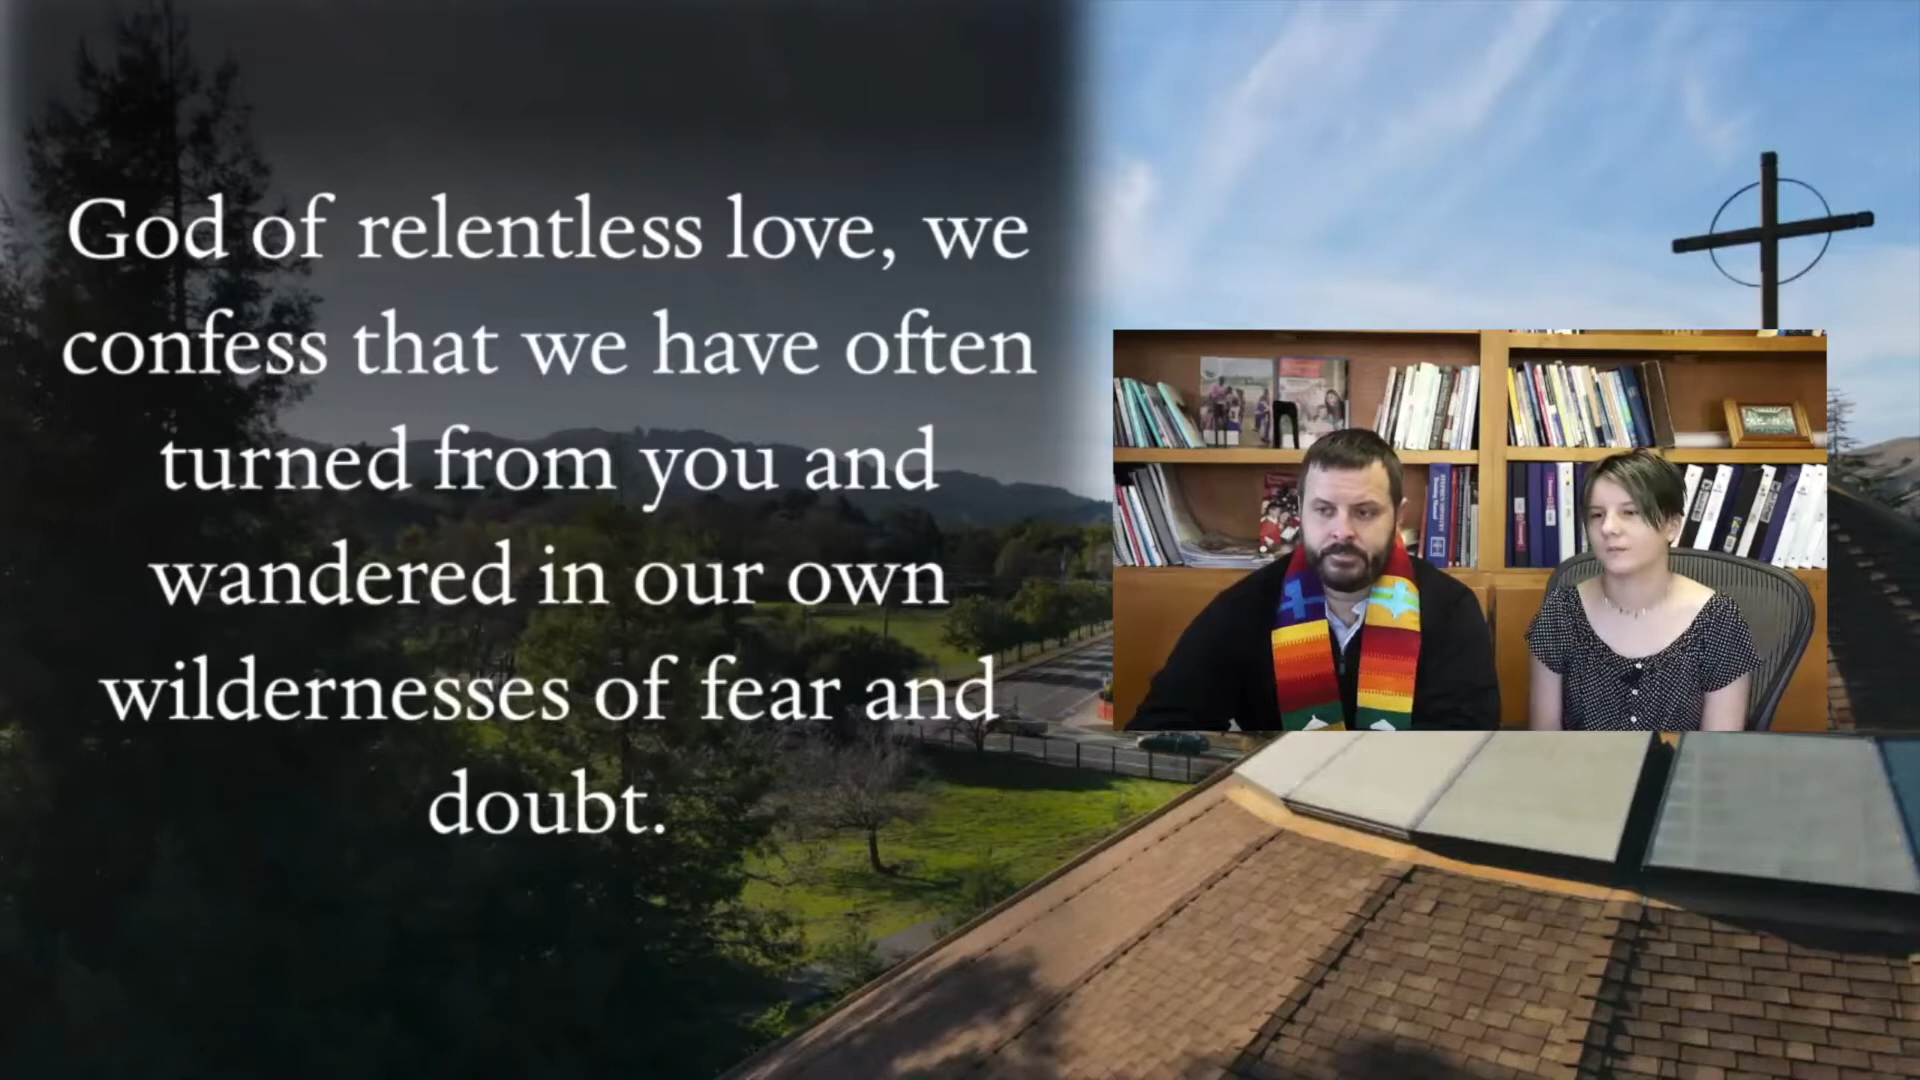 God of relentless love, we
confess that we have often
turned from you and
wandered in our own
wildernesses of fear and
doubt.